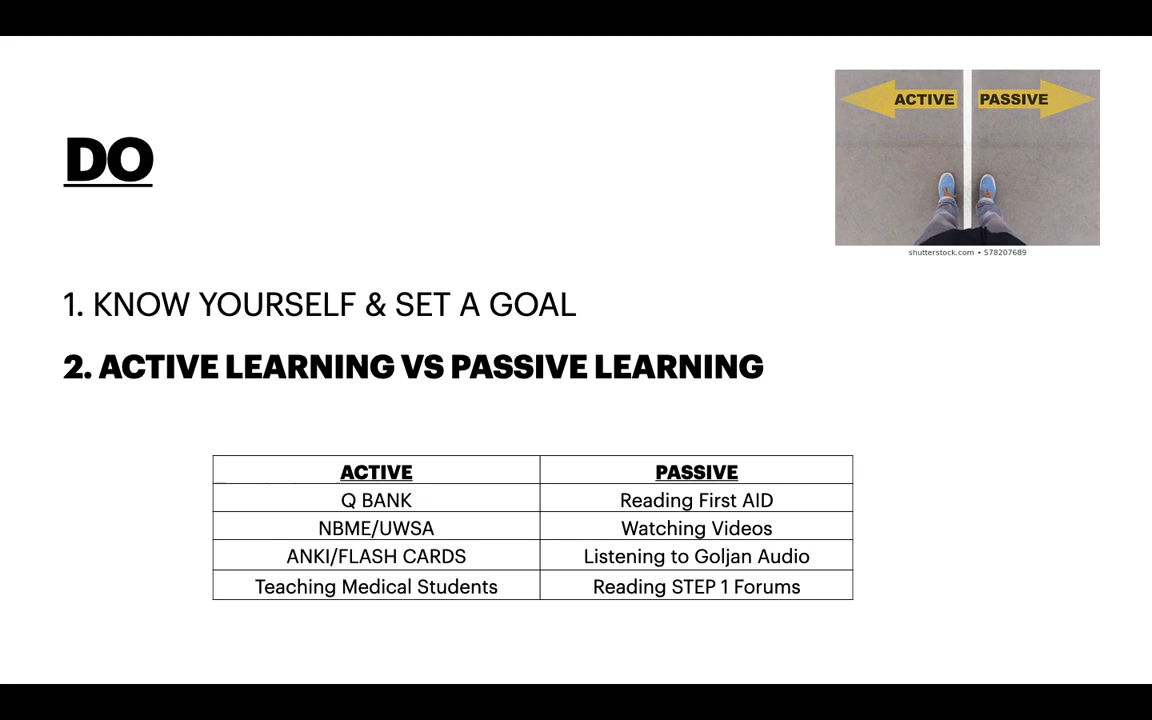 ACTIVE PASSIVE
DO
shutterstock.com • 578207689
1. KNOW YOURSELF & SET A GOAL
2. ACTIVE LEARNING VS PASSIVE LEARNING
ACTIVE PASSIVE
Q BANK Reading First AID
NBME/UWSA Watching Videos
ANKI/FLASH CARDS Listening to Goljan Audio
Teaching Medical Students Reading STEP 1 Forums